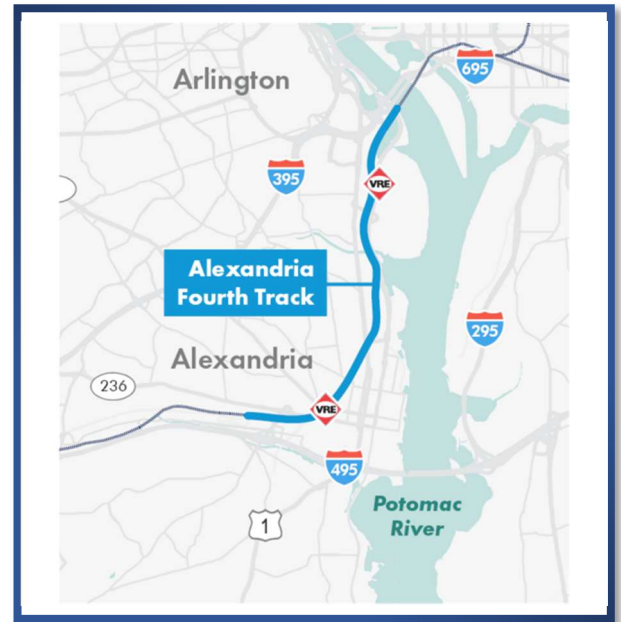 695
Arlington
395
VRE
Alexandria
Fourth Track
295
Alexandria
236
VRE
495
Potomac
River
1